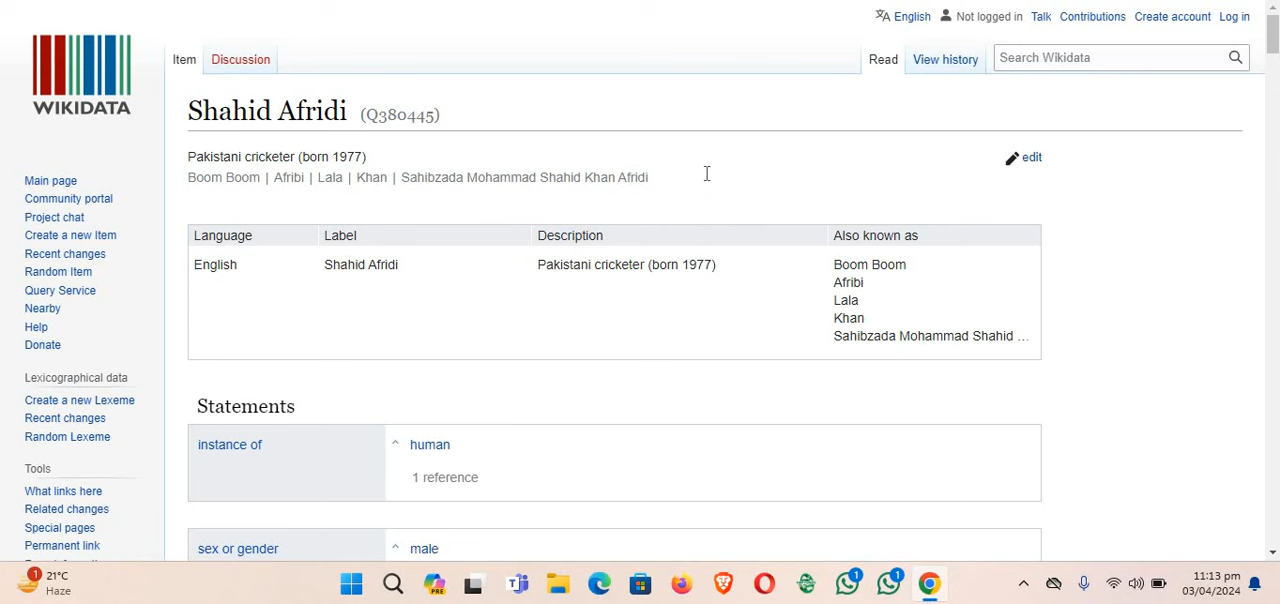 English Not logged in Talk Contributions Create account Log in
WIKIDATA
Item Discussion Read View history Search Wikidata
Shahid Afridi (Q380445)
Pakistani cricketer (born 1977)
edit
Boom Boom | Afribi | Lala | Khan | Sahibzada Mohammad Shahid Khan Afridi
Main page
Community portal
Project chat
Create a new Item
Recent changes
Random Item
Query Service
Nearby
Help
Donate
Lexicographical data
Create a new Lexeme
Recent changes
Random Lexeme
Tools
What links here
Related changes
Special pages
Permanent link
Language Label Description Also known as
English Shahid Afridi Pakistani cricketer (born 1977) Boom Boom
Afribi
Lala
Khan
Sahibzada Mohammad Shahid ...
Statements
instance of human
1 reference
sex or gender male
1
21°C
Haze
PRE
1
1
11:13 pm
03/04/2024